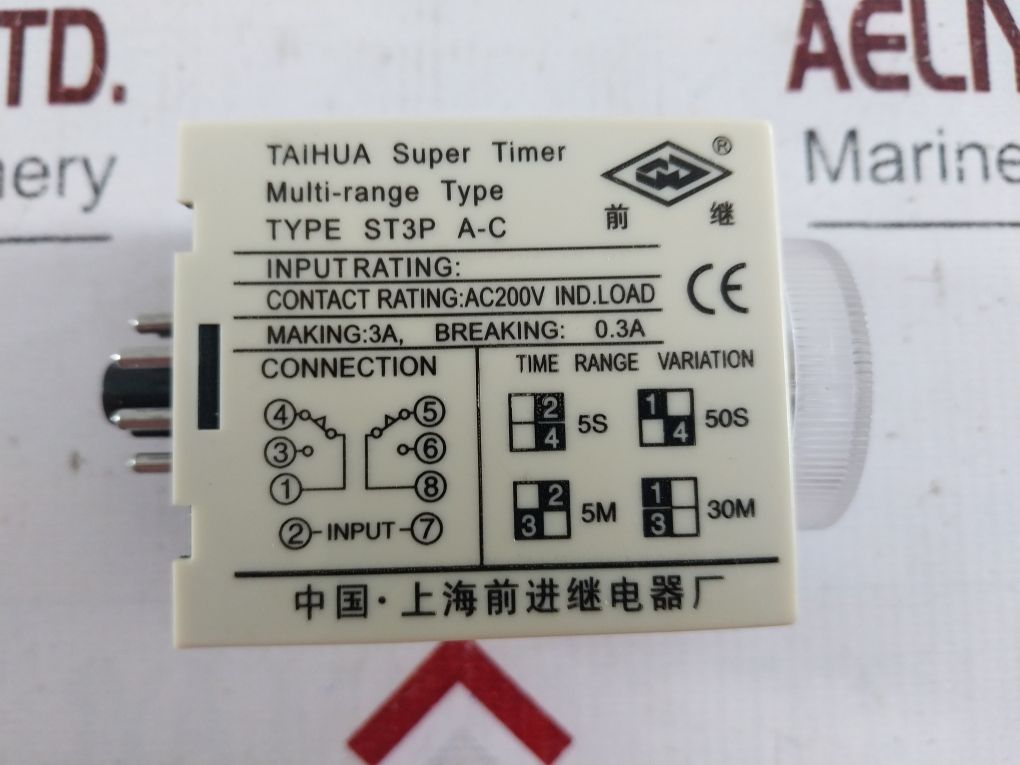 TD.
AELIN
nery
Marine
TAIHUA Super Timer
Multi-range Type
TYPE ST3P A-C
®
前 继
INPUT RATING:
CONTACT RATING:AC200V IND.LOAD
MAKING:3A, BREAKING: 0.3A
CE
CONNECTION
TIME RANGE VARIATION
④ ⑤
③ ⑥
① ⑧
② INPUT ⑦
2 4 5S
1 4 50S
2 3 5M
1 3 30M
中国·上海前进继电器厂